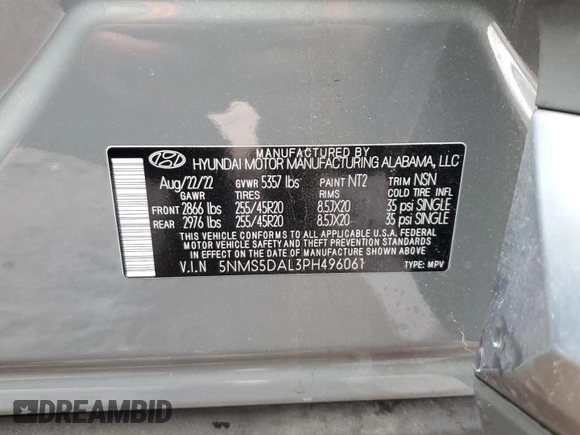 MANUFACTURED BY
HYUNDAI MOTOR MANUFACTURING ALABAMA, LLC
Aug/22/22 GVWR 5357 lbs PAINT NT2 TRIM NSN
GAWR TIRES RIMS COLD TIRE INFL
FRONT 2866 lbs 255/45R20 8.5JX20 35 psi SINGLE
REAR 2976 lbs 255/45R20 8.5JX20 35 psi SINGLE
THIS VEHICLE CONFORMS TO ALL APPLICABLE U.S.A. FEDERAL
MOTOR VEHICLE SAFETY, BUMPER, AND THEFT PREVENTION
STANDARDS IN EFFECT ON THE DATE OF MANUFACTURE SHOWN ABOVE.
V.I.N 5NMS5DAL3PH496061 TYPE: MPV
DREAMBID